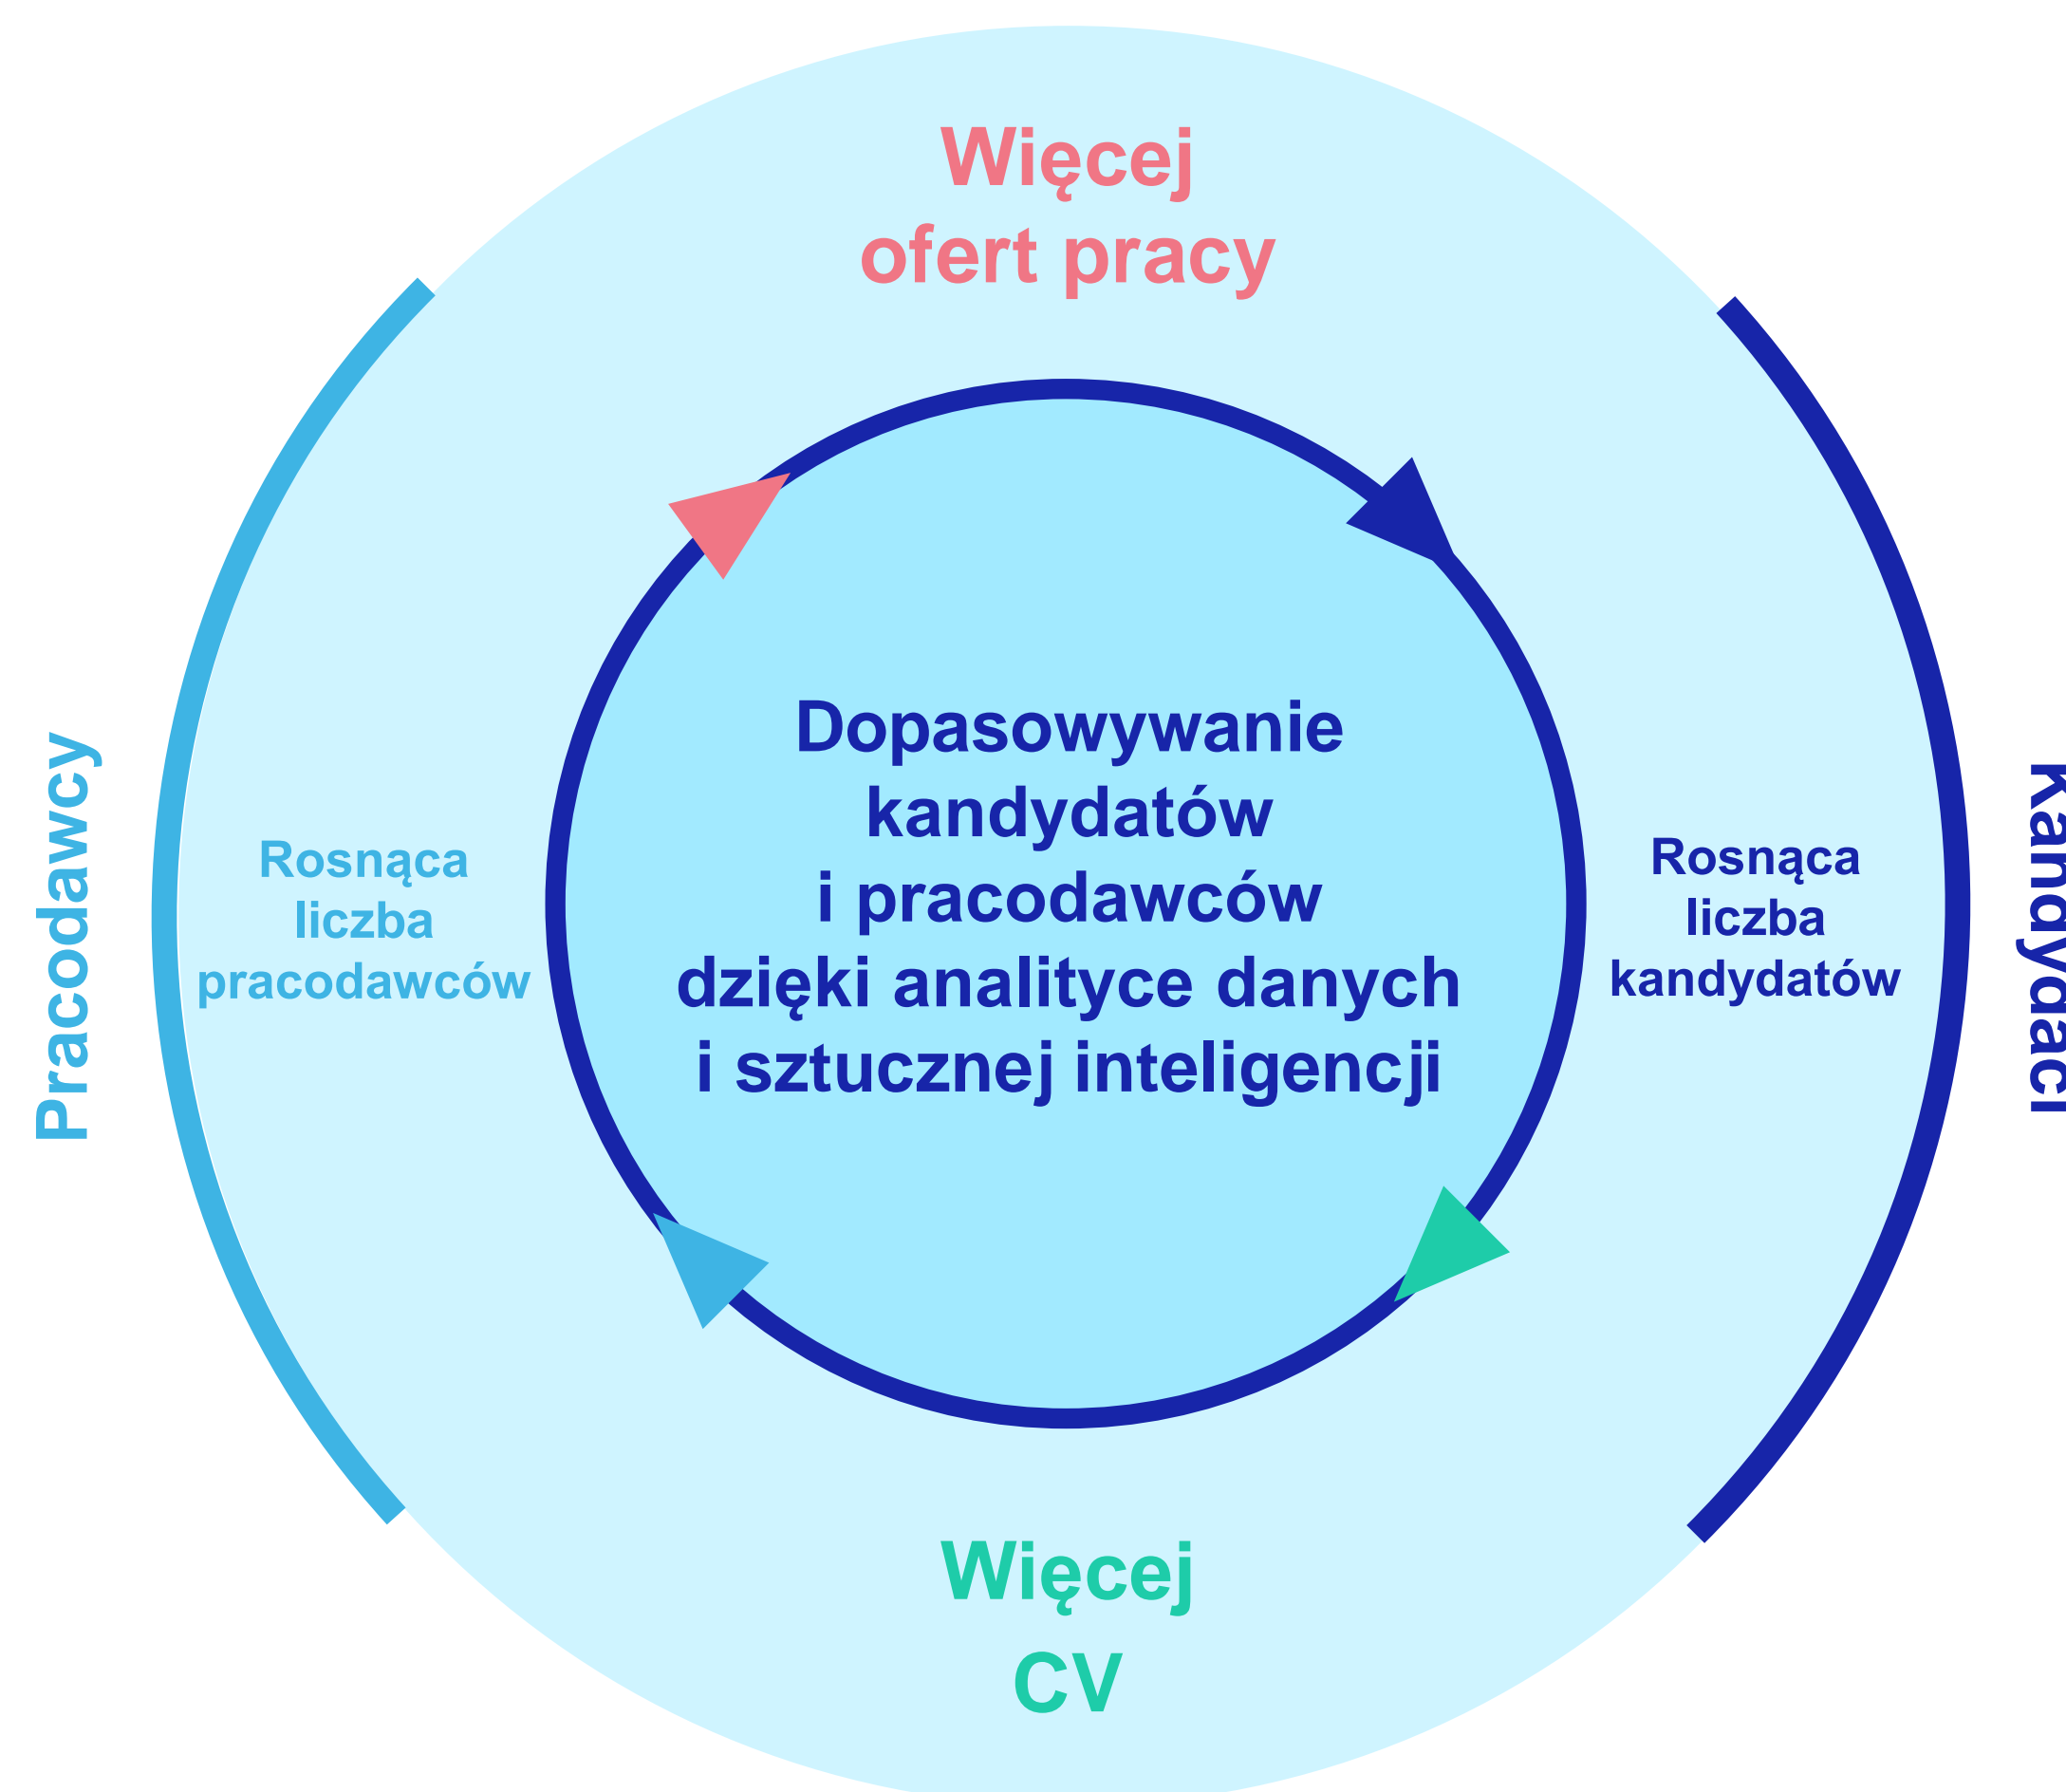 Więcej
ofert pracy
Pracodawcy
Rosnąca
liczba
pracodawców
Dopasowywanie
kandydatów
i pracodawców
dzięki analityce danych
i sztucznej inteligencji
Rosnąca
liczba
kandydatów
Kandydaci
Więcej
CV